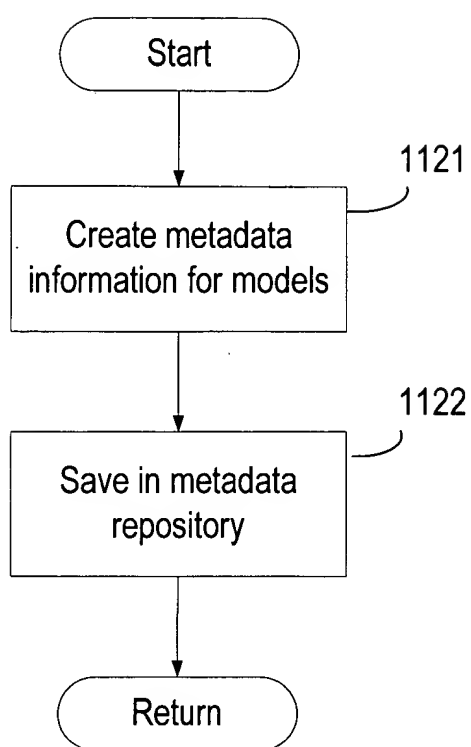 Start
1121
Create metadata
information for models
1122
Save in metadata
repository
Return